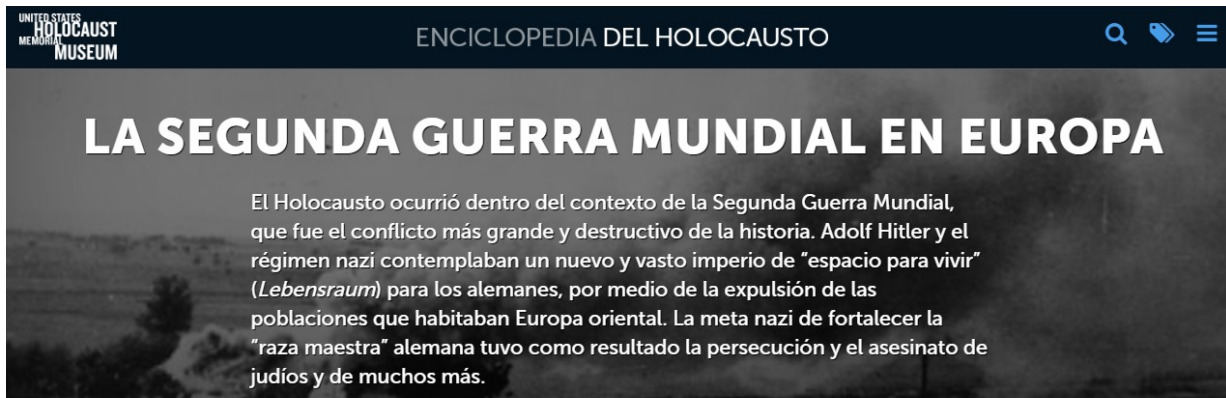 UNITED STATES
HOLOCAUST
MEMORIAL
MUSEUM
ENCICLOPEDIA DEL HOLOCAUSTO
LA SEGUNDA GUERRA MUNDIAL EN EUROPA
El Holocausto ocurrió dentro del contexto de la Segunda Guerra Mundial,
que fue el conflicto más grande y destructivo de la historia. Adolf Hitler y el
régimen nazi contemplaban un nuevo y vasto imperio de “espacio para vivir”
(Lebensraum) para los alemanes, por medio de la expulsión de las
poblaciones que habitaban Europa oriental. La meta nazi de fortalecer la
“raza maestra” alemana tuvo como resultado la persecución y el asesinato de
judíos y de muchos más.